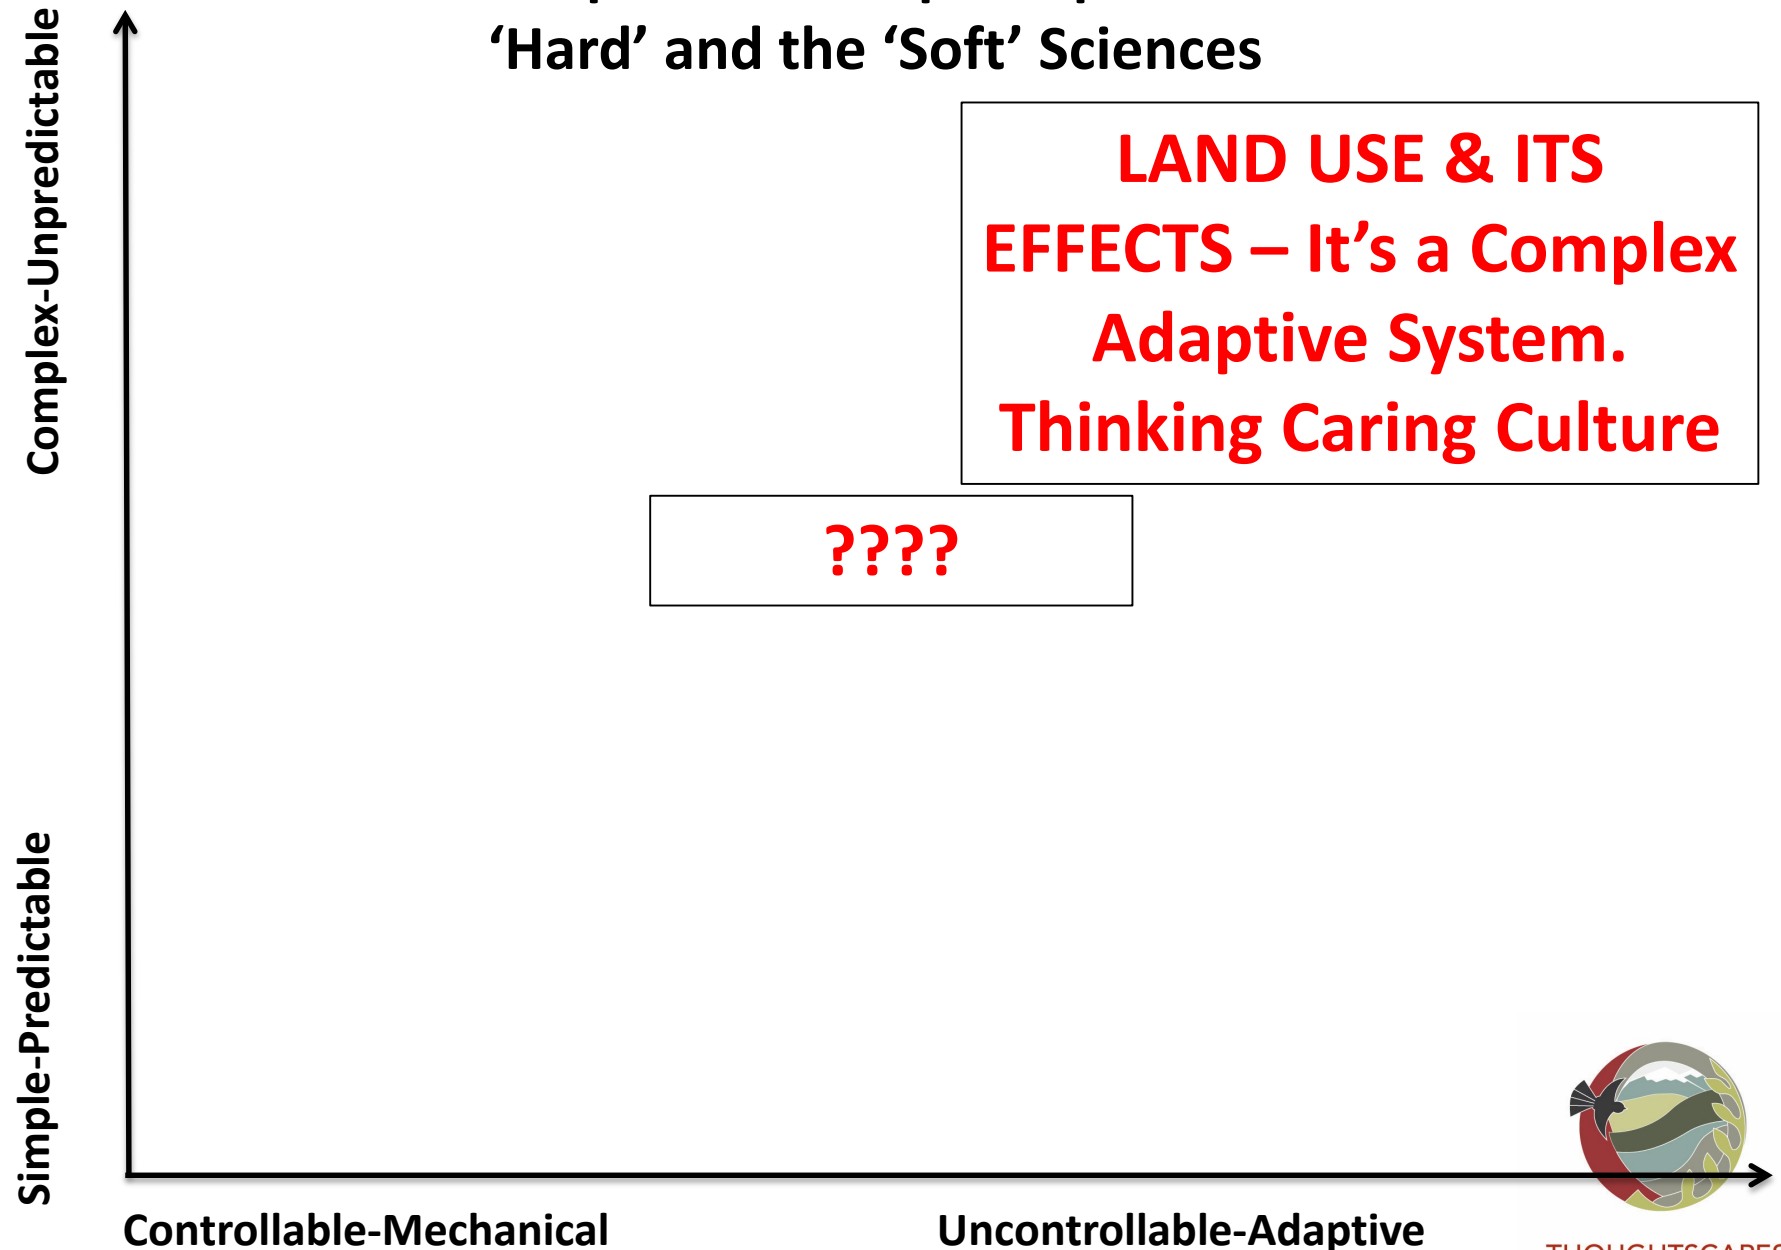 ‘Hard’ and the ‘Soft’ Sciences
Complex-Unpredictable
LAND USE & ITS
EFFECTS – It’s a Complex
Adaptive System.
Thinking Caring Culture
????
Simple-Predictable
Controllable-Mechanical
Uncontrollable-Adaptive
THOUGHTSCAPES